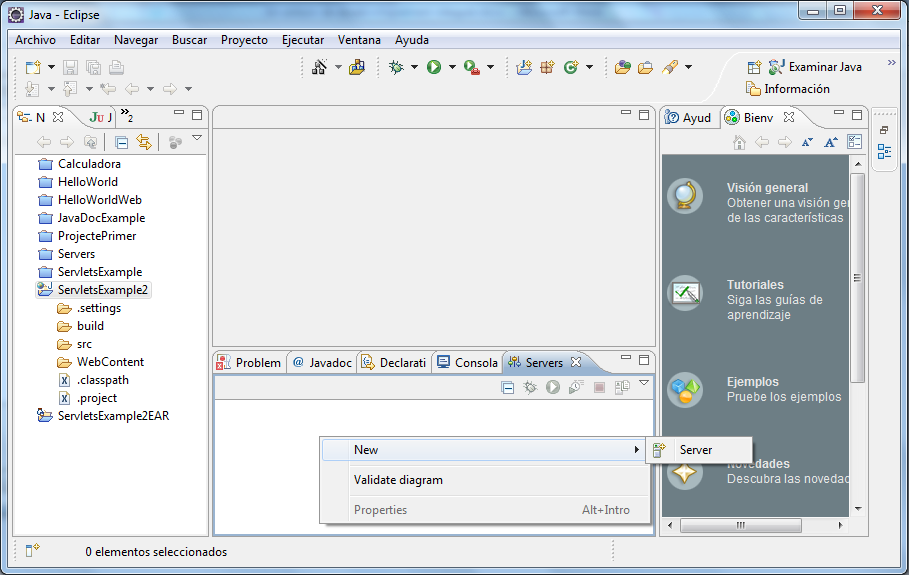 Java - Eclipse
Archivo Editar Navegar Buscar Proyecto Ejecutar Ventana Ayuda
Examinar Java
Información
N
JU J
2
Ayud
Bienv
Calculadora
HelloWorld
HelloWorldWeb
JavaDocExample
ProjectePrimer
Servers
ServletsExample
ServletsExample2
.settings
build
src
WebContent
.classpath
.project
ServletsExample2EAR
Visión general
Obtener una visión ger
de las características
Tutoriales
Siga las guías de
aprendizaje
Ejemplos
Pruebe los ejemplos
Novedades
Descubra las novedad
Problem
@ Javadoc
Declarati
Consola
Servers
New
Server
Validate diagram
Properties Alt+Intro
0 elementos seleccionados